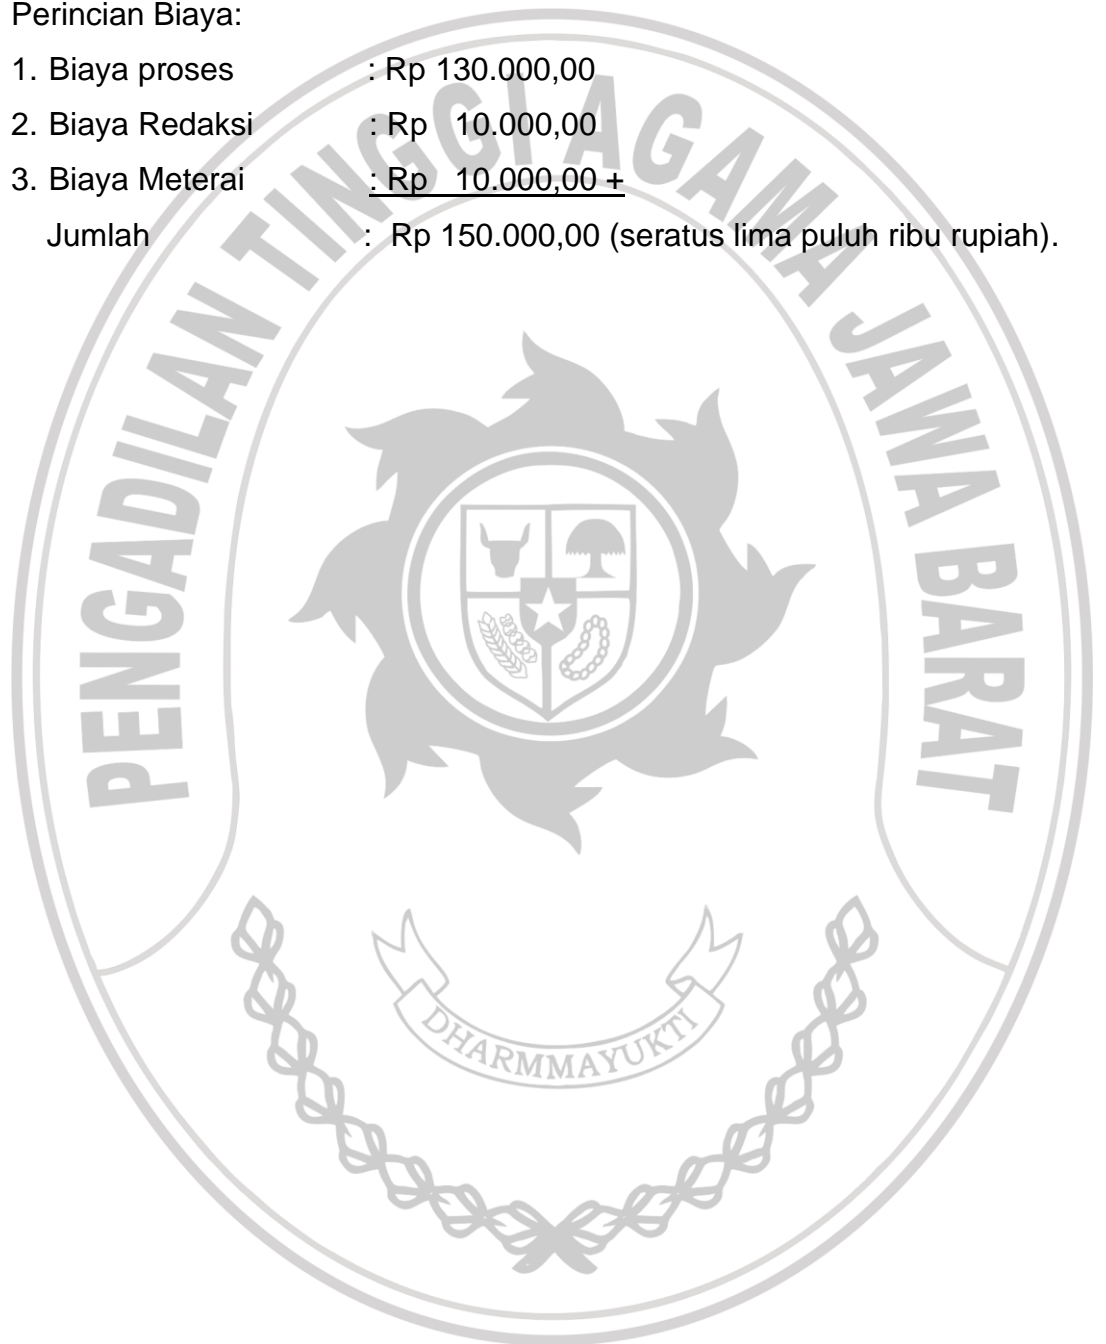 Perincian Biaya:
1. Biaya proses : Rp 130.000,00
2. Biaya Redaksi : Rp 10.000,00
3. Biaya Meterai : Rp 10.000,00 +
Jumlah : Rp 150.000,00 (seratus lima puluh ribu rupiah).
PENGADILAN TINGGI AGAMA JAWA BARAT
DHARMMAYUKTI